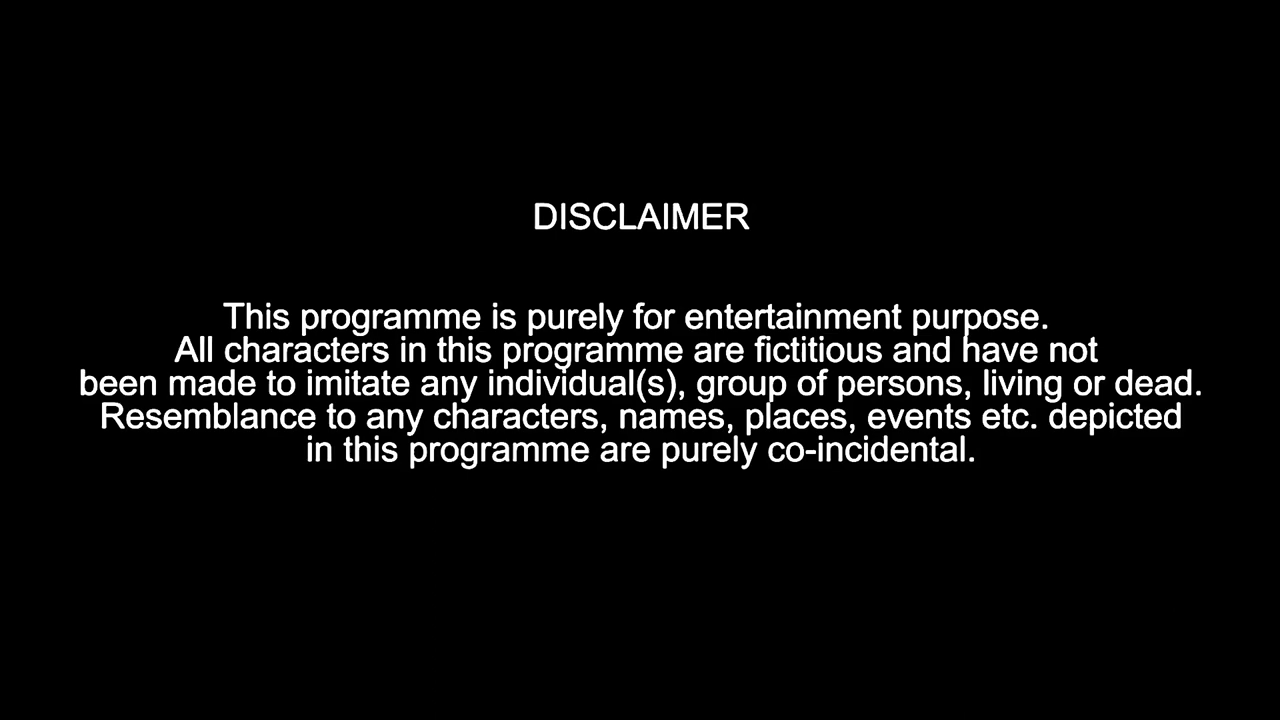 DISCLAIMER
This programme is purely for entertainment purpose.
All characters in this programme are fictitious and have not
been made to imitate any individual(s), group of persons, living or dead.
Resemblance to any characters, names, places, events etc. depicted
in this programme are purely co-incidental.